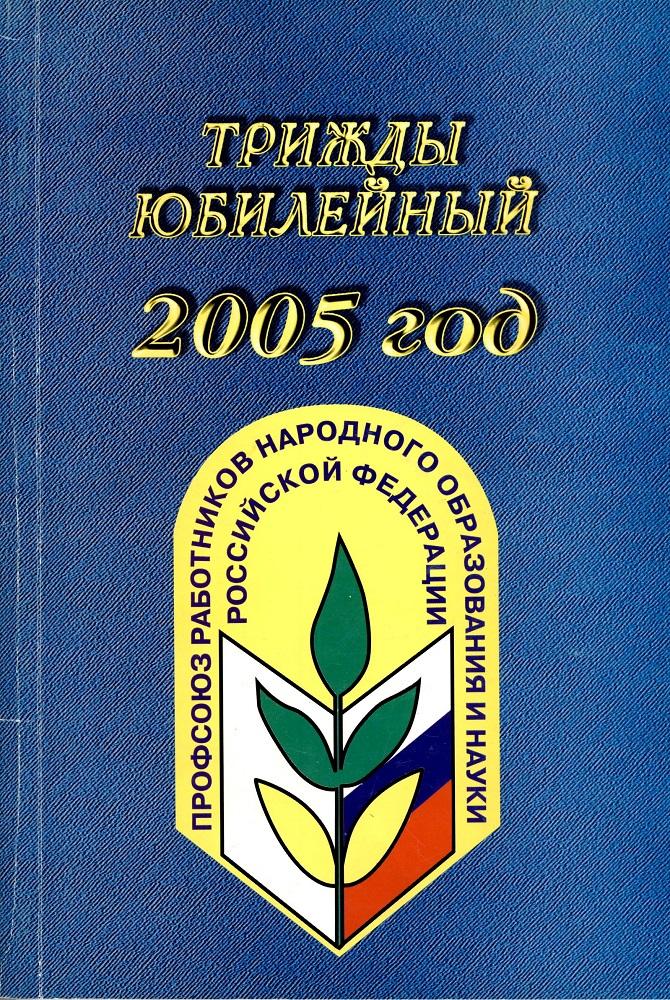 ТРИЖДЫ
ЮБИЛЕЙНЫЙ
2005 год
ПРОФСОЮЗ РАБОТНИКОВ НАРОДНОГО ОБРАЗОВАНИЯ И НАУКИ
РОССИЙСКОЙ ФЕДЕРАЦИИ